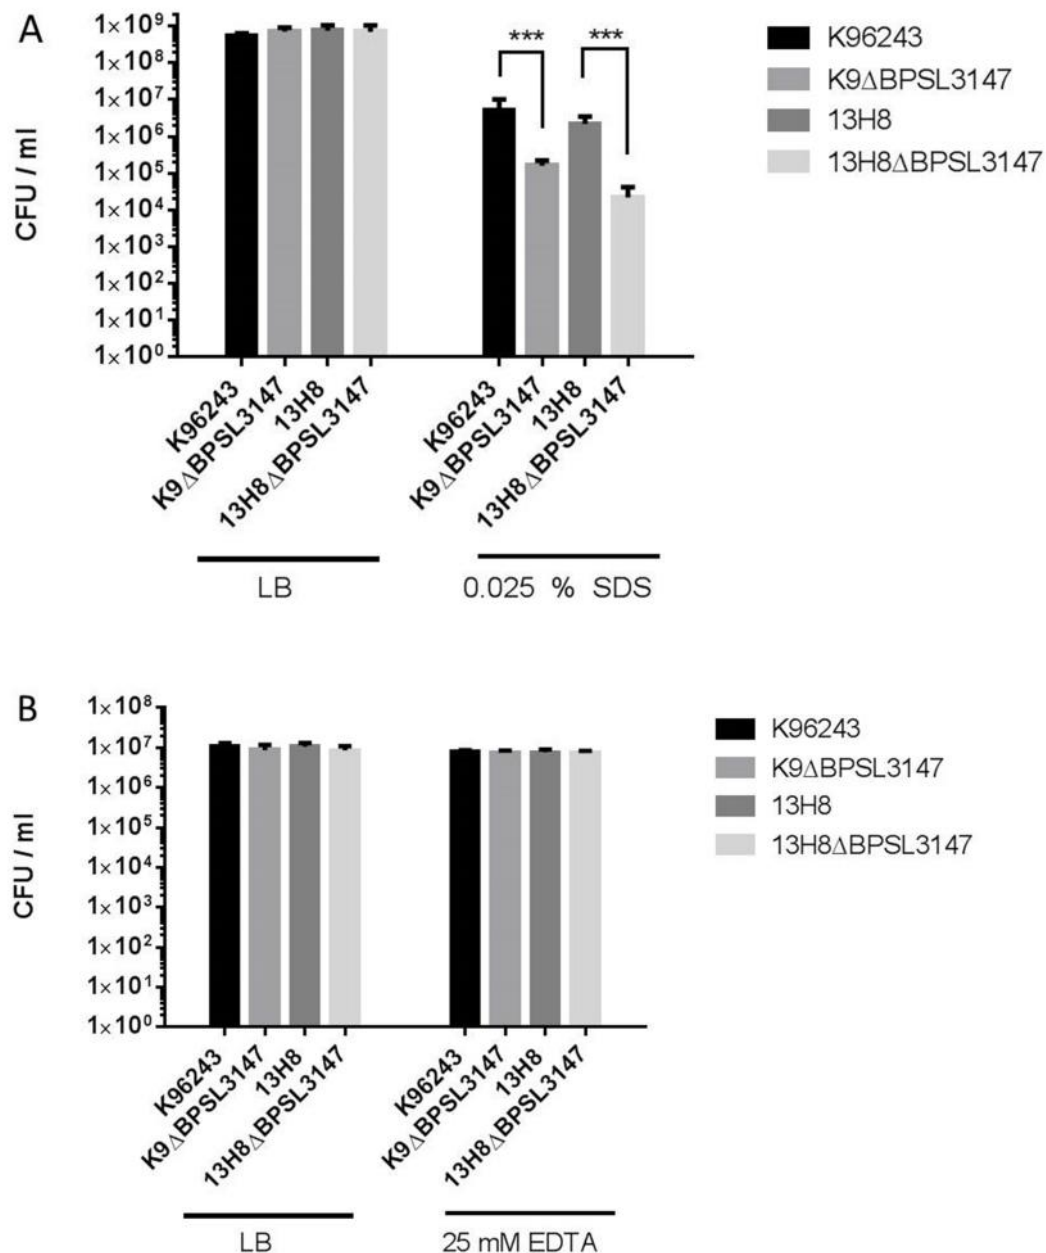 A
CFU / ml
1×10⁹
1×10⁸
1×10⁷
1×10⁶
1×10⁵
1×10⁴
1×10³
1×10²
1×10¹
1×10⁰
***
***
K96243
K9ΔBPSL3147
13H8
13H8ΔBPSL3147
K96243
K9ΔBPSL3147
13H8
13H8ΔBPSL3147
LB
0.025 % SDS
K96243
K9ΔBPSL3147
13H8
13H8ΔBPSL3147
B
CFU / ml
1×10⁸
1×10⁷
1×10⁶
1×10⁵
1×10⁴
1×10³
1×10²
1×10¹
1×10⁰
K96243
K9ΔBPSL3147
13H8
13H8ΔBPSL3147
K96243
K9ΔBPSL3147
13H8
13H8ΔBPSL3147
LB
25 mM EDTA
K96243
K9ΔBPSL3147
13H8
13H8ΔBPSL3147